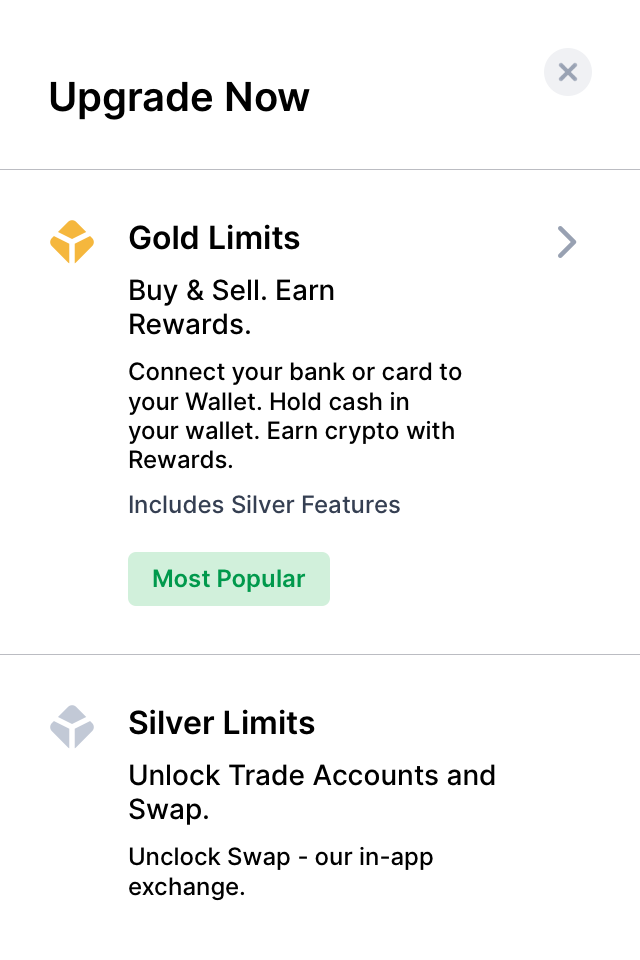 Upgrade Now
Gold Limits
Buy & Sell. Earn
Rewards.
Connect your bank or card to
your Wallet. Hold cash in
your wallet. Earn crypto with
Rewards.
Includes Silver Features
Most Popular
Silver Limits
Unlock Trade Accounts and
Swap.
Unclock Swap - our in-app
exchange.